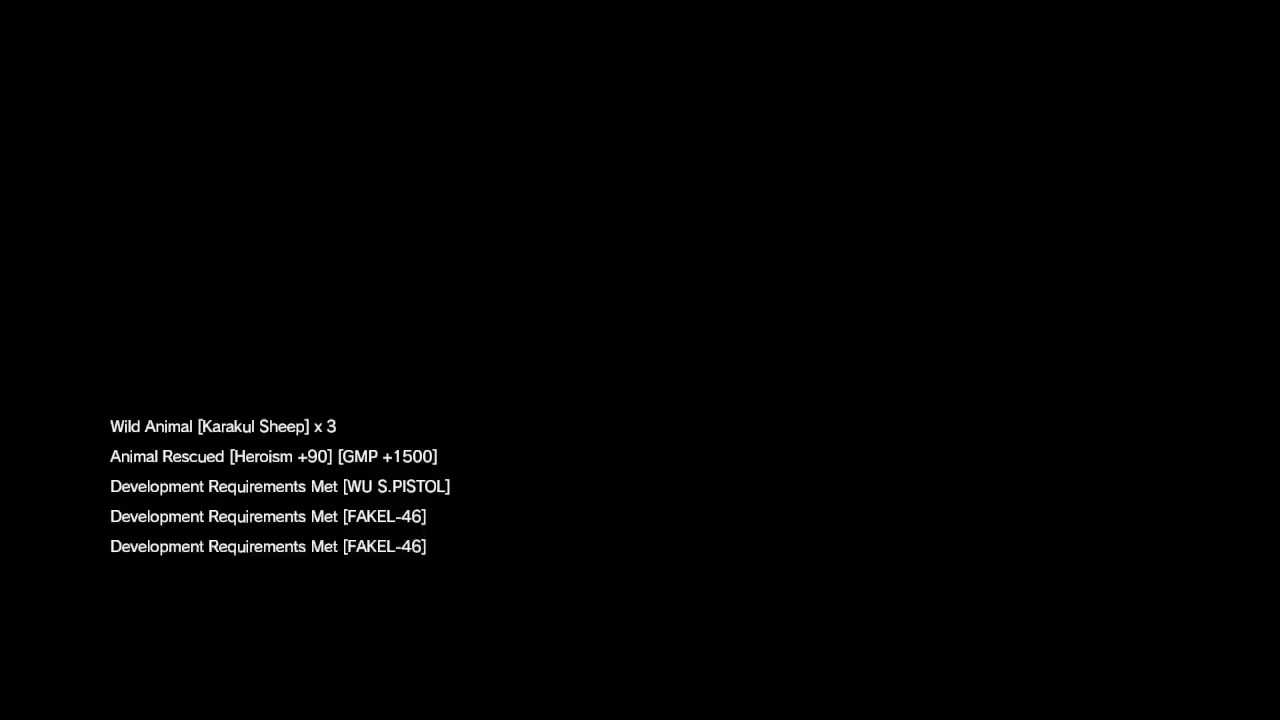 Wild Animal [Karakul Sheep] x 3
Animal Rescued [Heroism +90] [GMP +1500]
Development Requirements Met [WU S.PISTOL]
Development Requirements Met [FAKEL-46]
Development Requirements Met [FAKEL-46]